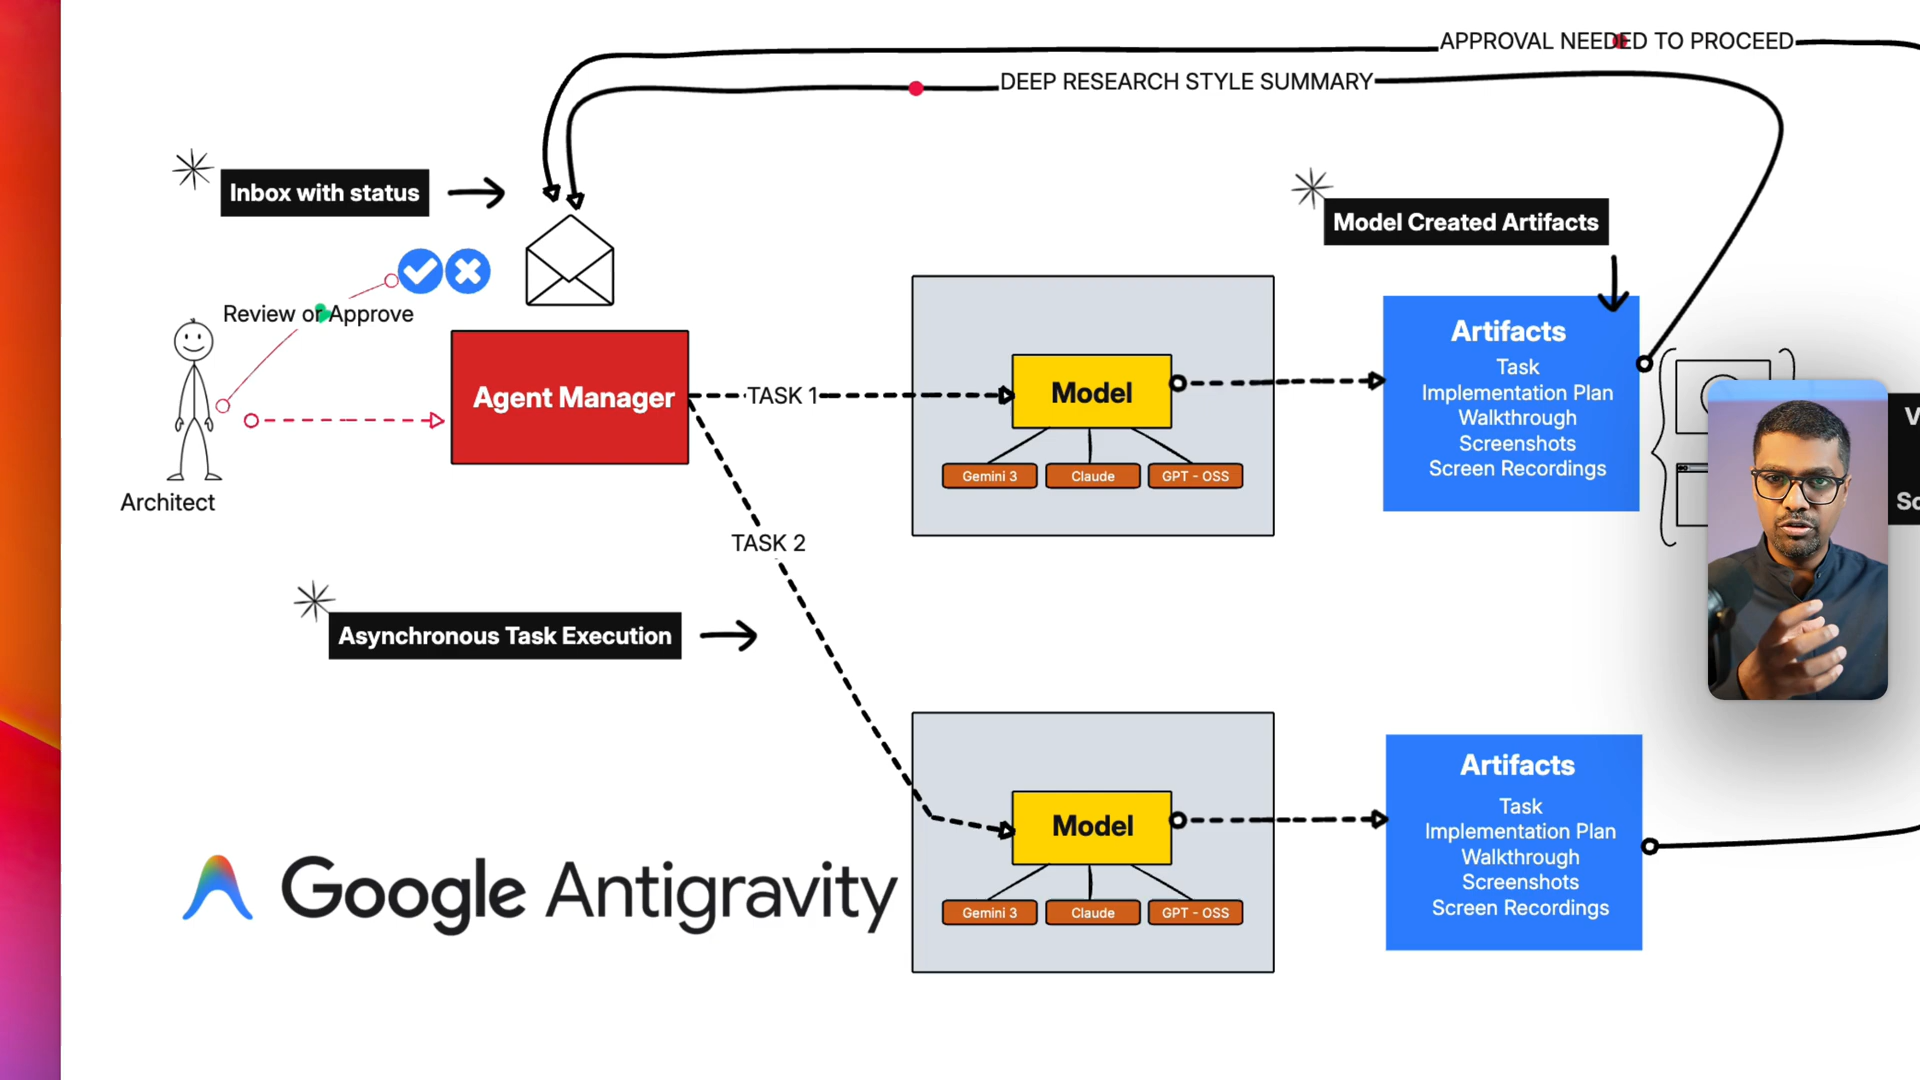 APPROVAL NEEDED TO PROCEED
DEEP RESEARCH STYLE SUMMARY
Inbox with status
Model Created Artifacts
Review or Approve
Architect
Agent Manager
TASK 1
Model
Gemini 3
Claude
GPT - OSS
Artifacts
Task
Implementation Plan
Walkthrough
Screenshots
Screen Recordings
TASK 2
Asynchronous Task Execution
Model
Gemini 3
Claude
GPT - OSS
Artifacts
Task
Implementation Plan
Walkthrough
Screenshots
Screen Recordings
Google Antigravity